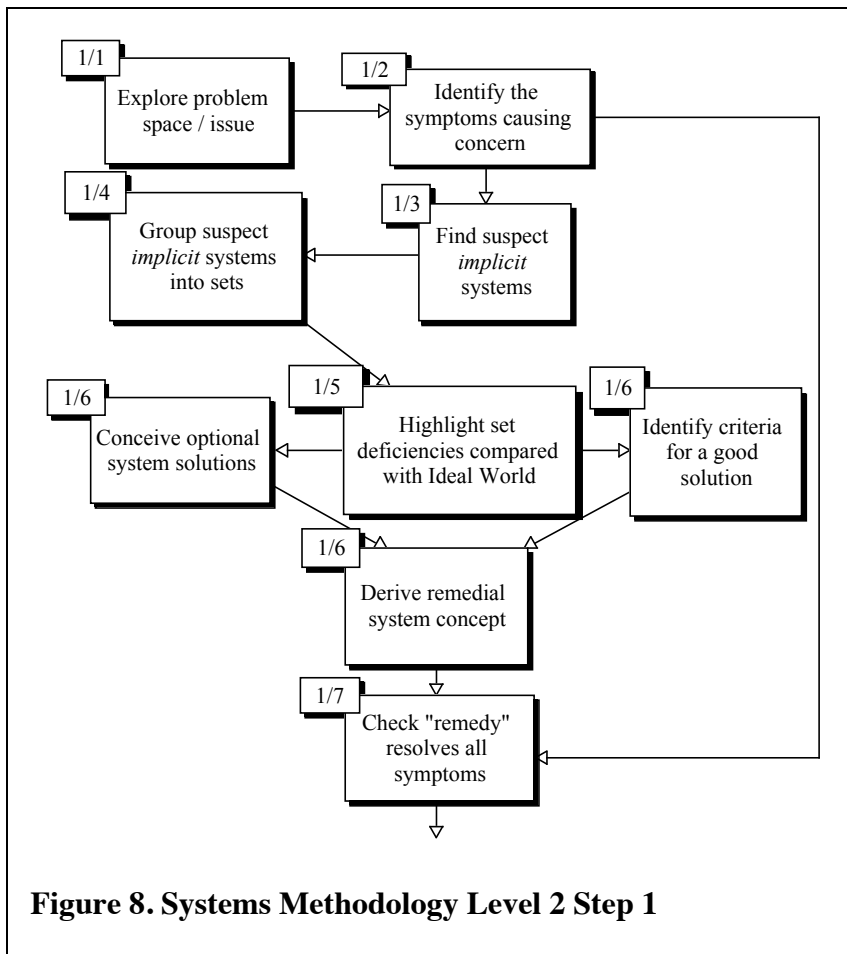 1/1
Explore problem
space / issue
1/2
Identify the
symptoms causing
concern
1/4
Group suspect
implicit systems
into sets
1/3
Find suspect
implicit
systems
1/6
Conceive optional
system solutions
1/5
Highlight set
deficiencies compared
with Ideal World
1/6
Identify criteria
for a good
solution
1/6
Derive remedial
system concept
1/7
Check "remedy"
resolves all
symptoms
Figure 8. Systems Methodology Level 2 Step 1